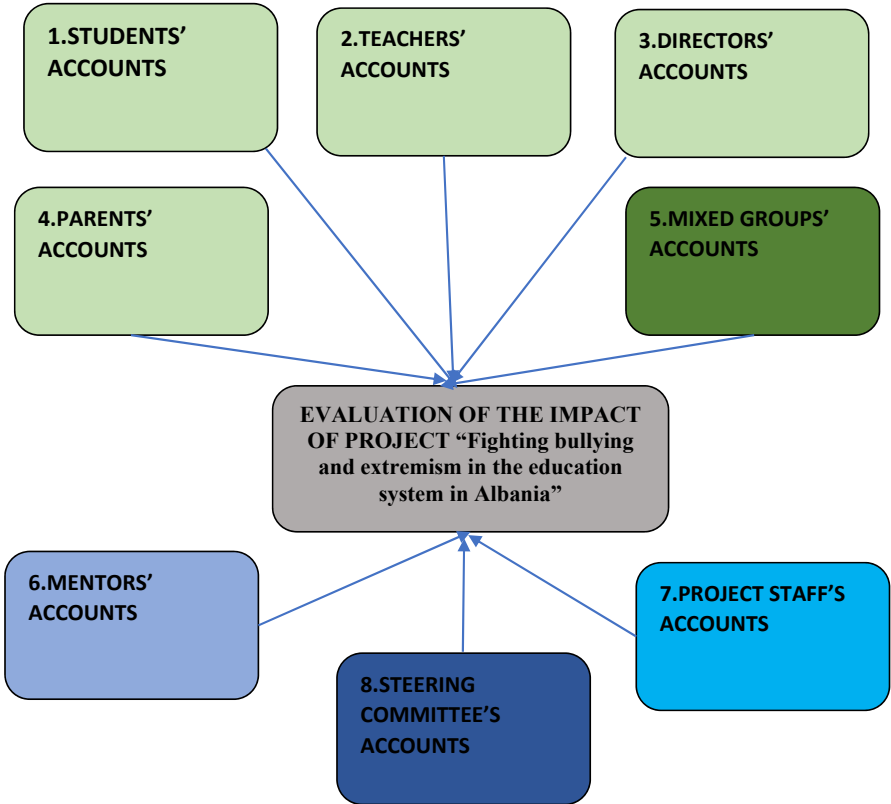 1.STUDENTS’
ACCOUNTS
2.TEACHERS’
ACCOUNTS
3.DIRECTORS’
ACCOUNTS
4.PARENTS’
ACCOUNTS
5.MIXED GROUPS’
ACCOUNTS
EVALUATION OF THE IMPACT
OF PROJECT “Fighting bullying
and extremism in the education
system in Albania”
6.MENTORS’
ACCOUNTS
7.PROJECT STAFF’S
ACCOUNTS
8.STEERING
COMMITTEE’S
ACCOUNTS